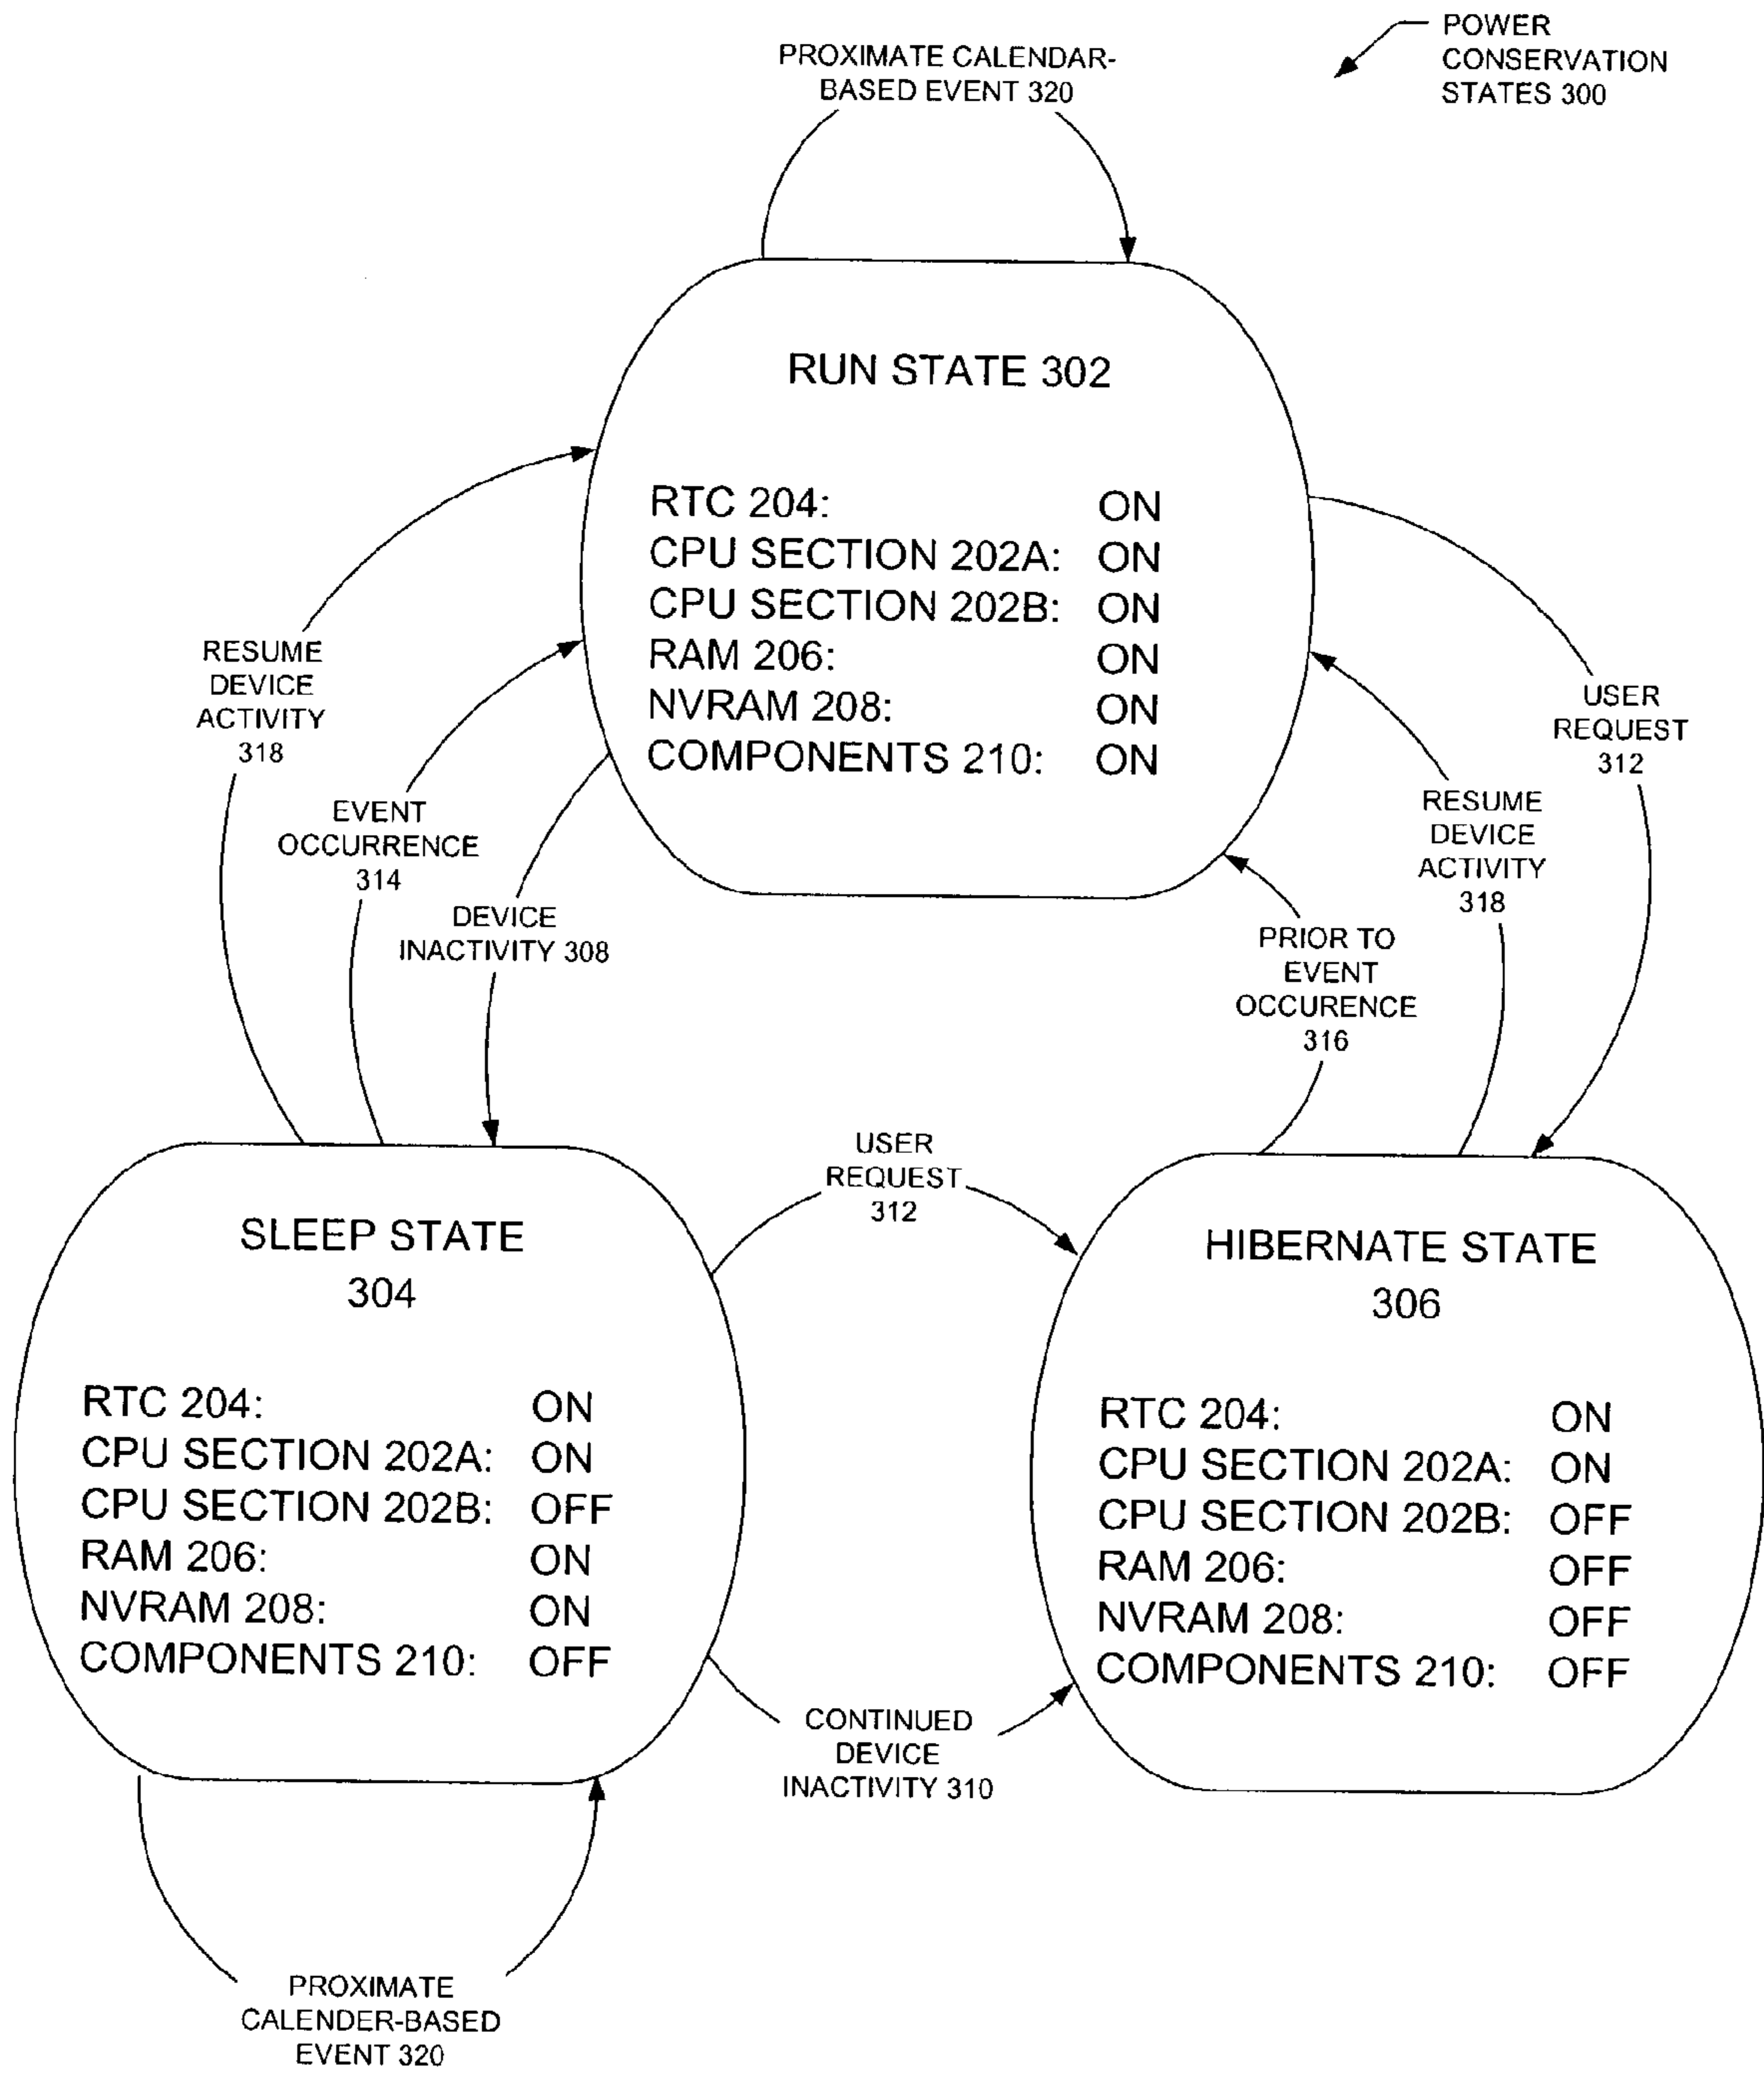 POWER
CONSERVATION
STATES 300
PROXIMATE CALENDAR-
BASED EVENT 320
RUN STATE 302
RTC 204: ON
CPU SECTION 202A: ON
CPU SECTION 202B: ON
RAM 206: ON
NVRAM 208: ON
COMPONENTS 210: ON
RESUME
DEVICE
ACTIVITY
318
EVENT
OCCURRENCE
314
DEVICE
INACTIVITY 308
USER
REQUEST
312
RESUME
DEVICE
ACTIVITY
318
PRIOR TO
EVENT
OCCURENCE
316
USER
REQUEST
312
SLEEP STATE
304
RTC 204: ON
CPU SECTION 202A: ON
CPU SECTION 202B: OFF
RAM 206: ON
NVRAM 208: ON
COMPONENTS 210: OFF
HIBERNATE STATE
306
RTC 204: ON
CPU SECTION 202A: ON
CPU SECTION 202B: OFF
RAM 206: OFF
NVRAM 208: OFF
COMPONENTS 210: OFF
CONTINUED
DEVICE
INACTIVITY 310
PROXIMATE
CALENDER-BASED
EVENT 320